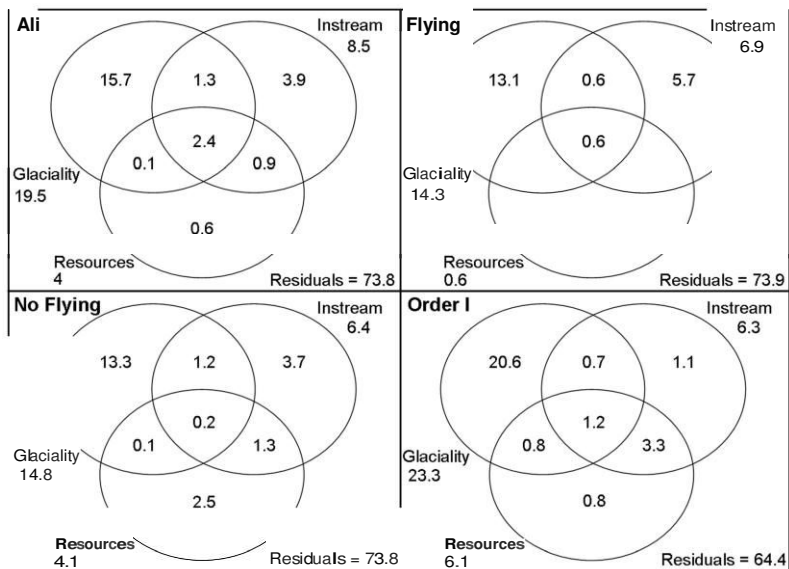 Ali
Instream
8.5
15.7
1.3
3.9
2.4
0.1
0.9
Glaciality
19.5
0.6
Resources
4
Residuals = 73.8
Flying
Instream
6.9
13.1
0.6
5.7
0.6
Glaciality
14.3
Resources
0.6
Residuals = 73.9
No Flying
Instream
6.4
13.3
1.2
3.7
0.2
0.1
1.3
Glaciality
14.8
2.5
Resources
4.1
Residuals = 73.8
Order I
Instream
6.3
20.6
0.7
1.1
1.2
0.8
3.3
Glaciality
23.3
0.8
Resources
6.1
Residuals = 64.4